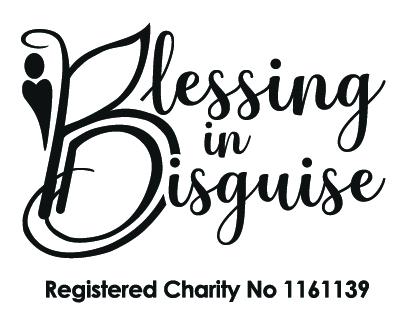 Blessing
in
Disguise
Registered Charity No 1161139